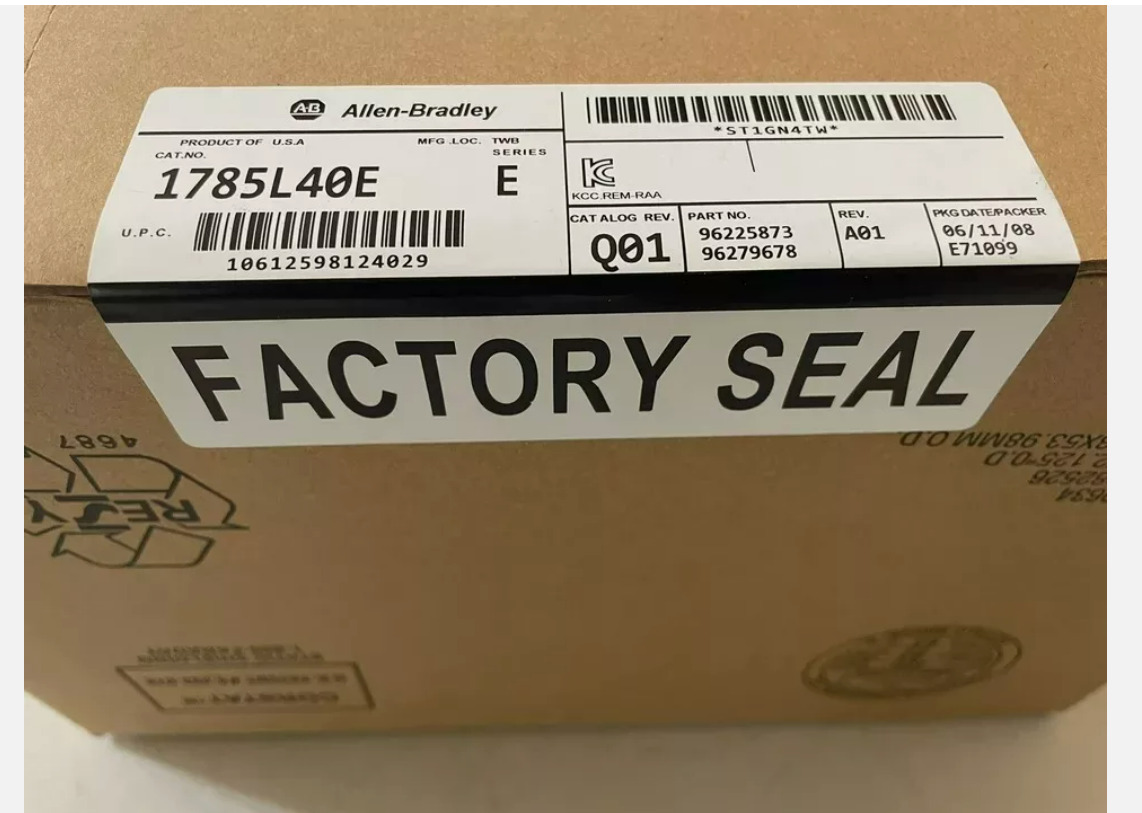 AB Allen-Bradley
PRODUCT OF U.S.A MFG .LOC. TWB
CAT.NO. SERIES
1785L40E E
U.P.C.
10612598124029
*ST1GN4TW*
KCC.REM-RAA
CATALOG REV. PART NO. REV. PKG DATE/PACKER
Q01 96225873 A01 06/11/08
96279678 E71099
FACTORY SEAL
4687
RESY